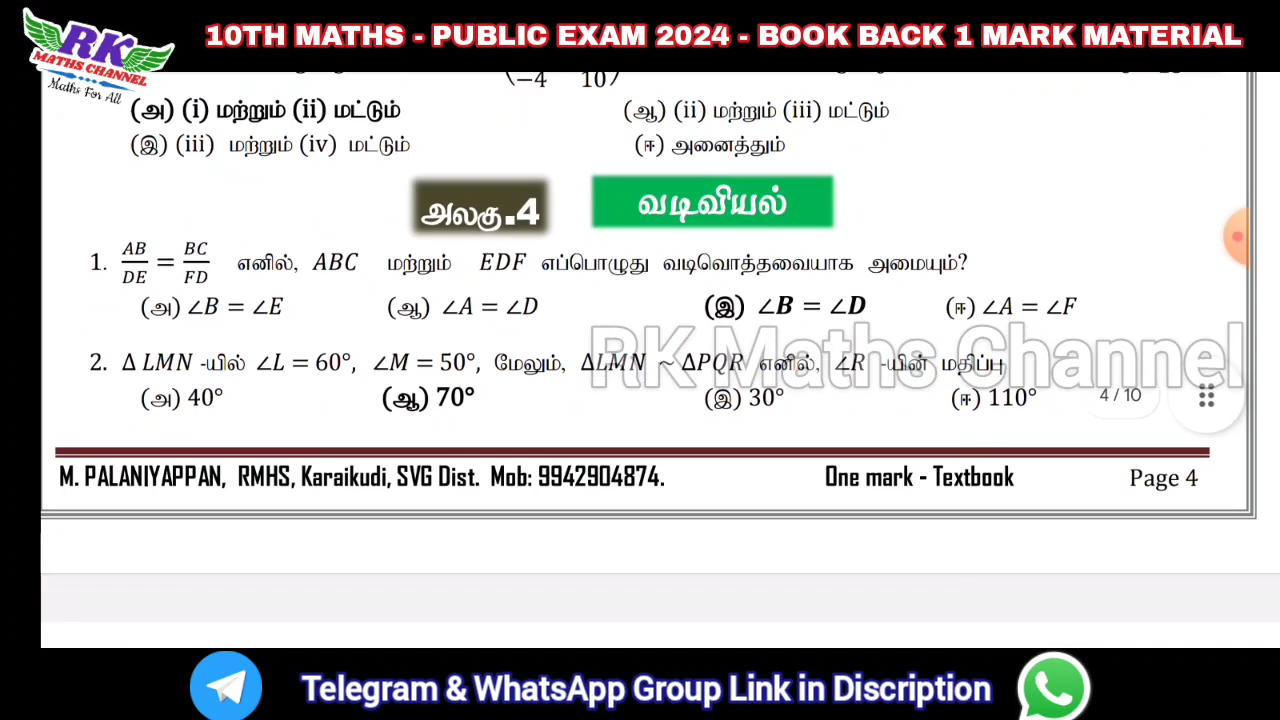 10TH MATHS - PUBLIC EXAM 2024 - BOOK BACK 1 MARK MATERIAL
RK
MATHS CHANNEL
Maths For All
−4 10
(அ) (i) மற்றும் (ii) மட்டும் (ஆ) (ii) மற்றும் (iii) மட்டும்
(இ) (iii) மற்றும் (iv) மட்டும் (ஈ) அனைத்தும்
அலகு.4 வடிவியல்
1. AB/DE = BC/FD எனில், ABC மற்றும் EDF எப்பொழுது வடிவொத்தவையாக அமையும்?
(அ) ∠B = ∠E (ஆ) ∠A = ∠D (இ) ∠B = ∠D (ஈ) ∠A = ∠F
RK Maths Channel
2. Δ LMN -யில் ∠L = 60°, ∠M = 50°, மேலும், ΔLMN ~ ΔPQR எனில், ∠R -யின் மதிப்பு
(அ) 40° (ஆ) 70° (இ) 30° (ஈ) 110°
4 / 10
M. PALANIYAPPAN, RMHS, Karaikudi, SVG Dist. Mob: 9942904874. One mark - Textbook Page 4
Telegram & WhatsApp Group Link in Discription